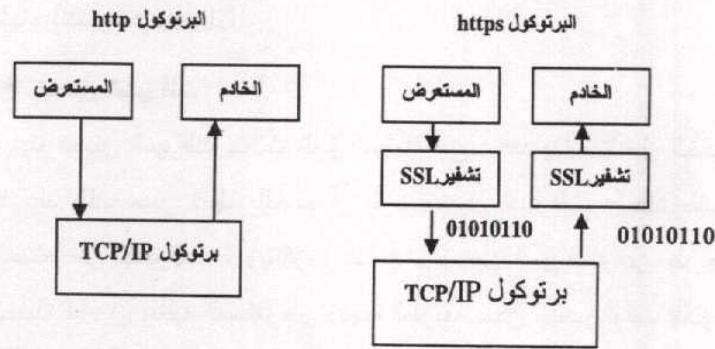 البرتوكول http
المستعرض
الخادم
برتوكول TCP/IP
البرتوكول https
المستعرض
الخادم
تشفيرSSL
تشفيرSSL
01010110
01010110
برتوكول TCP/IP